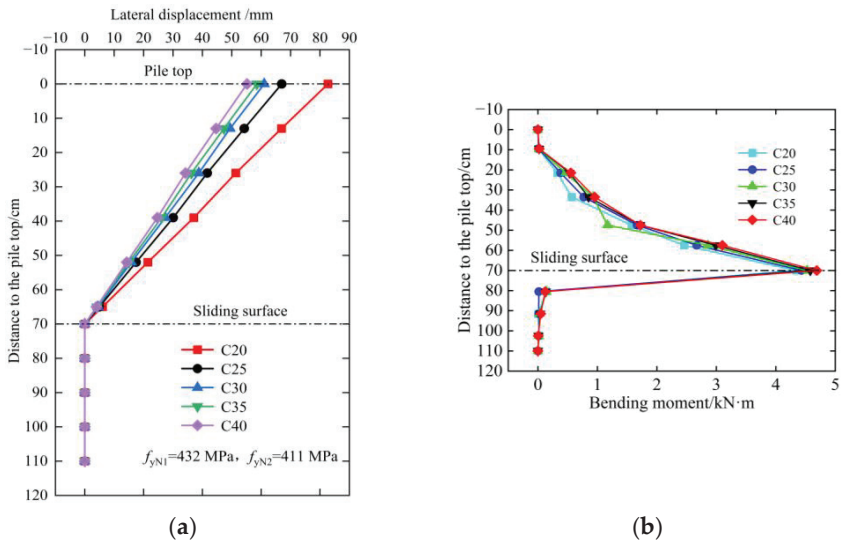 Lateral displacement /mm
−10 0 10 20 30 40 50 60 70 80 90
−10
0
10
20
30
40
50
60
70
80
90
100
110
120
Distance to the pile top/cm
Pile top
Sliding surface
C20
C25
C30
C35
C40
fyN1=432 MPa, fyN2=411 MPa
(a)
−10
0
10
20
30
40
50
60
70
80
90
100
110
120
Distance to the pile top/cm
C20
C25
C30
C35
C40
Sliding surface
0 1 2 3 4 5
Bending moment/kN·m
(b)